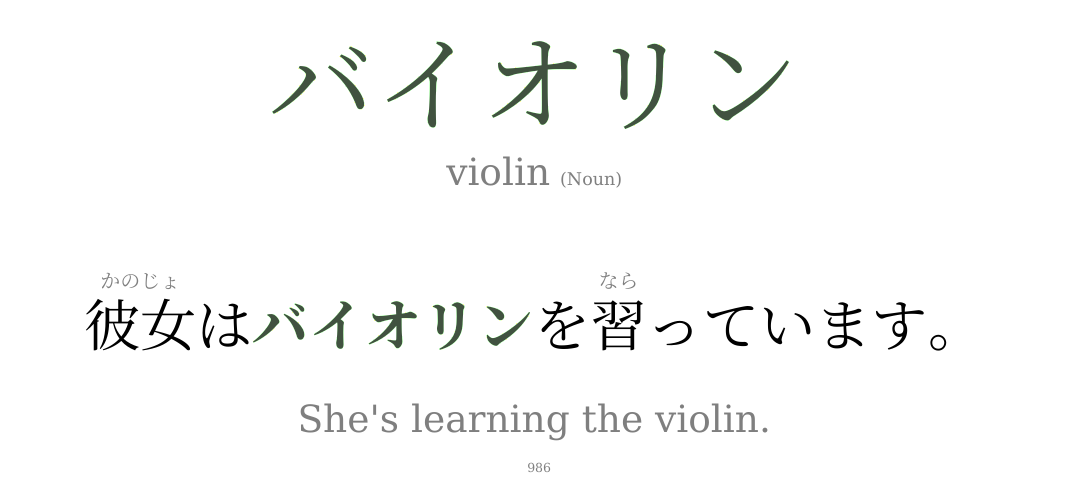 バイオリン
violin (Noun)
かのじょ なら
彼女はバイオリンを習っています。
She's learning the violin.
986